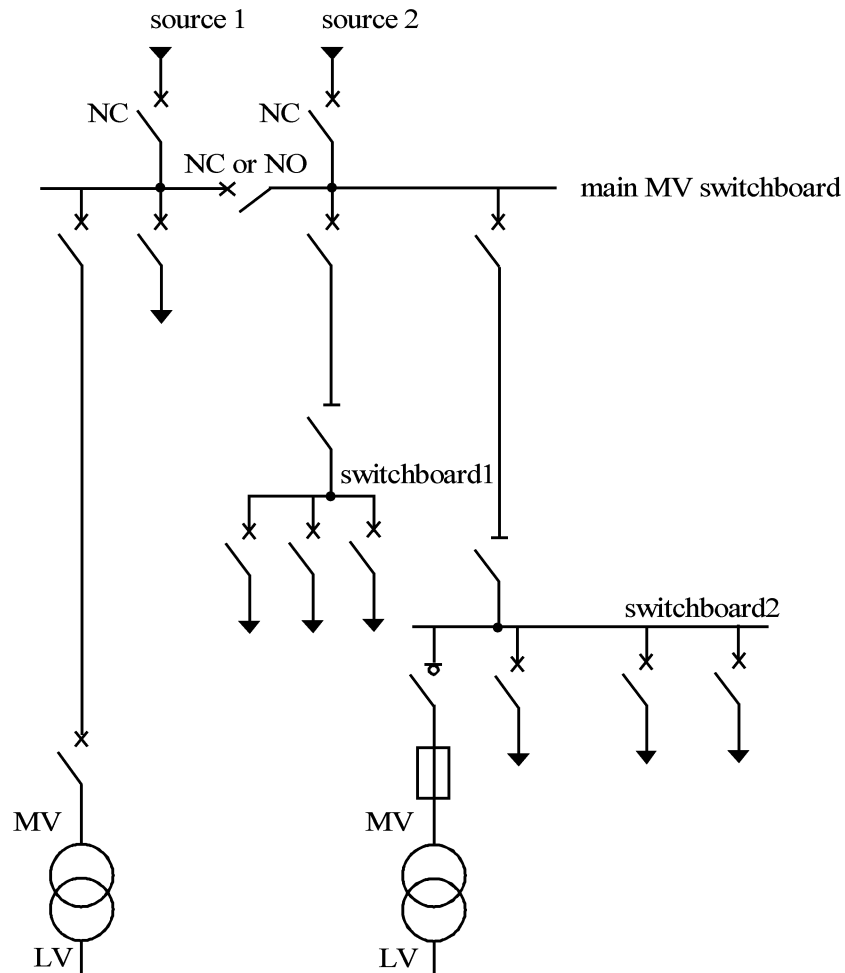 source 1
source 2
NC
NC
NC or NO
main MV switchboard
switchboard1
switchboard2
MV
MV
LV
LV